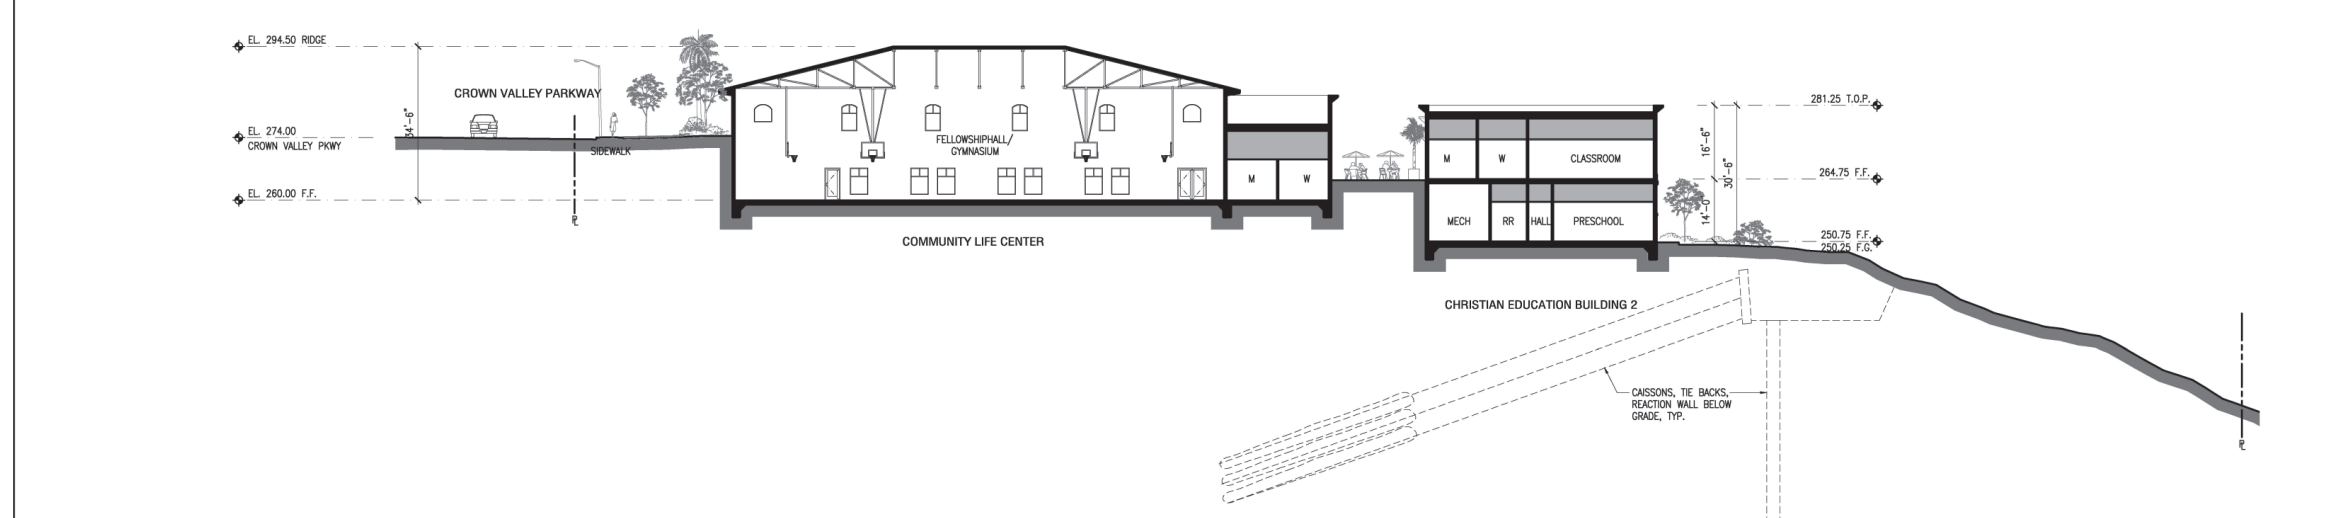 EL. 294.50 RIDGE
34'-6"
CROWN VALLEY PARKWAY
EL. 274.00
CROWN VALLEY PKWY
SIDEWALK
EL. 260.00 F.F.
PL
FELLOWSHIPHALL/
GYMNASIUM
M W
COMMUNITY LIFE CENTER
M W CLASSROOM
MECH RR HALL PRESCHOOL
CHRISTIAN EDUCATION BUILDING 2
281.25 T.O.P.
16'-6"
30'-6"
264.75 F.F.
14'-0"
250.75 F.F.
250.25 F.G.
CAISSONS, TIE BACKS,
REACTION WALL BELOW
GRADE, TYP.
PL